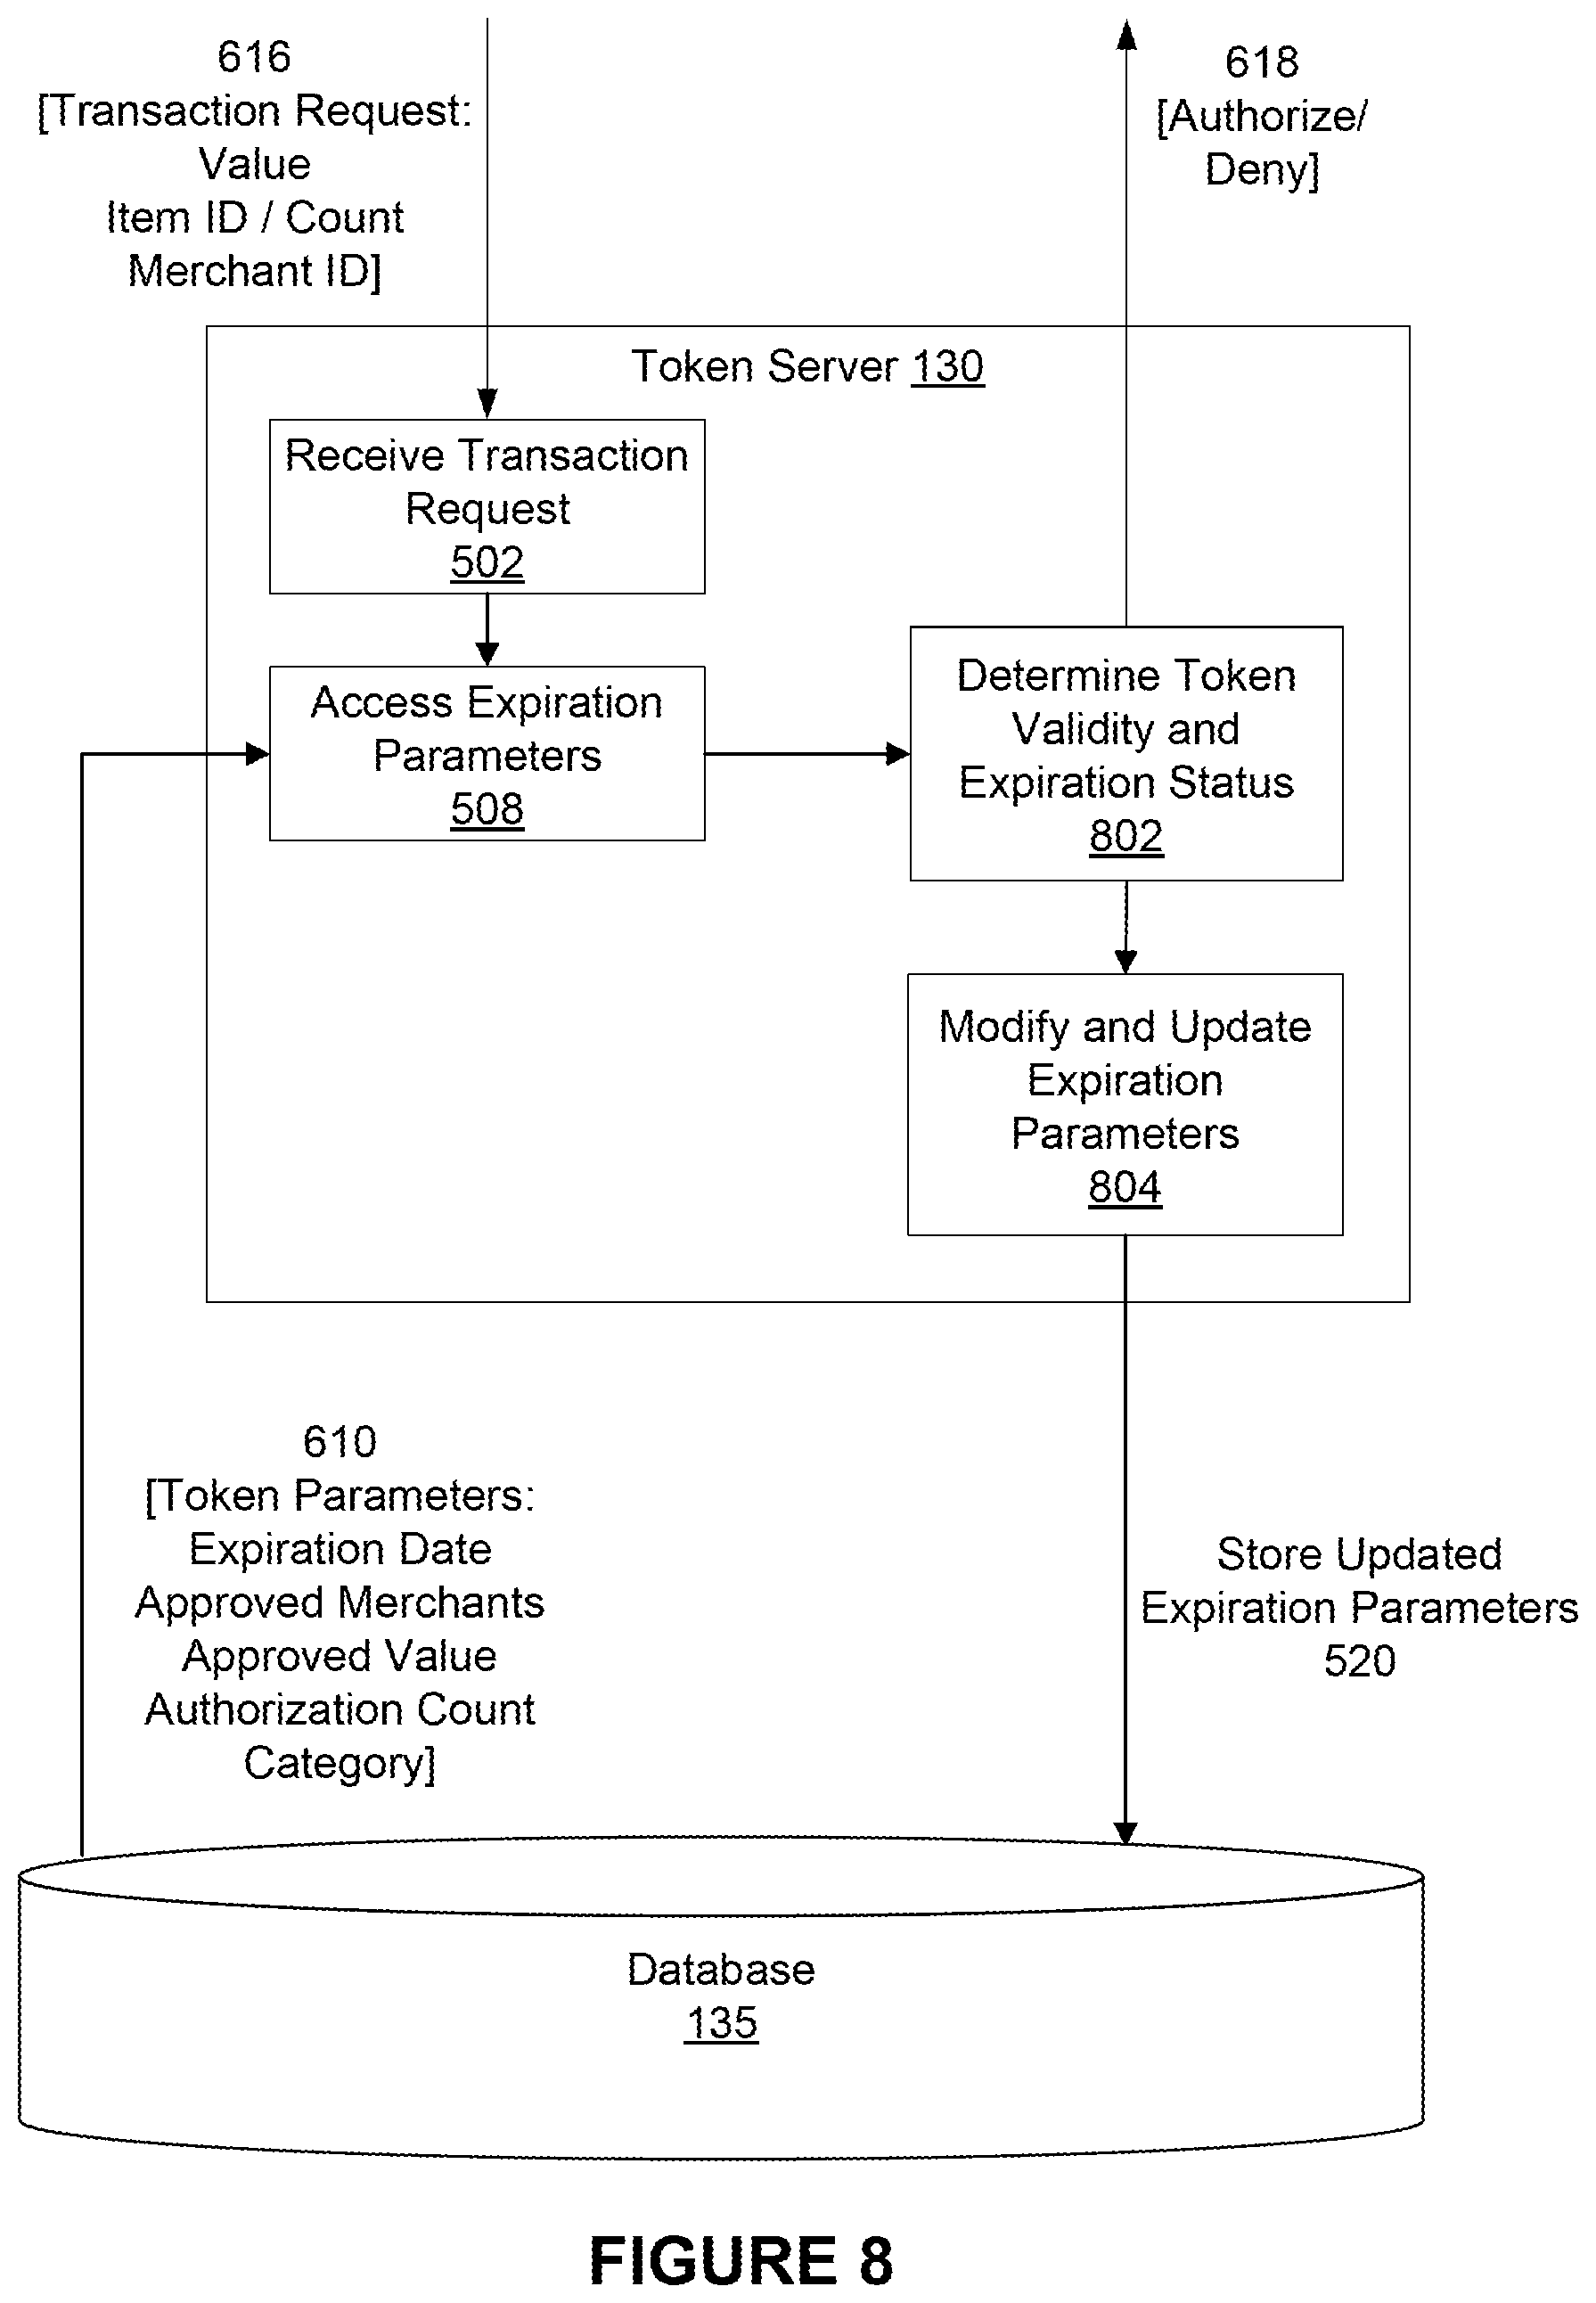 616
[Transaction Request:
Value
Item ID / Count
Merchant ID]
618
[Authorize/
Deny]
Token Server 130
Receive Transaction
Request
502
Access Expiration
Parameters
508
Determine Token
Validity and
Expiration Status
802
Modify and Update
Expiration
Parameters
804
610
[Token Parameters:
Expiration Date
Approved Merchants
Approved Value
Authorization Count
Category]
Store Updated
Expiration Parameters
520
Database
135
FIGURE 8